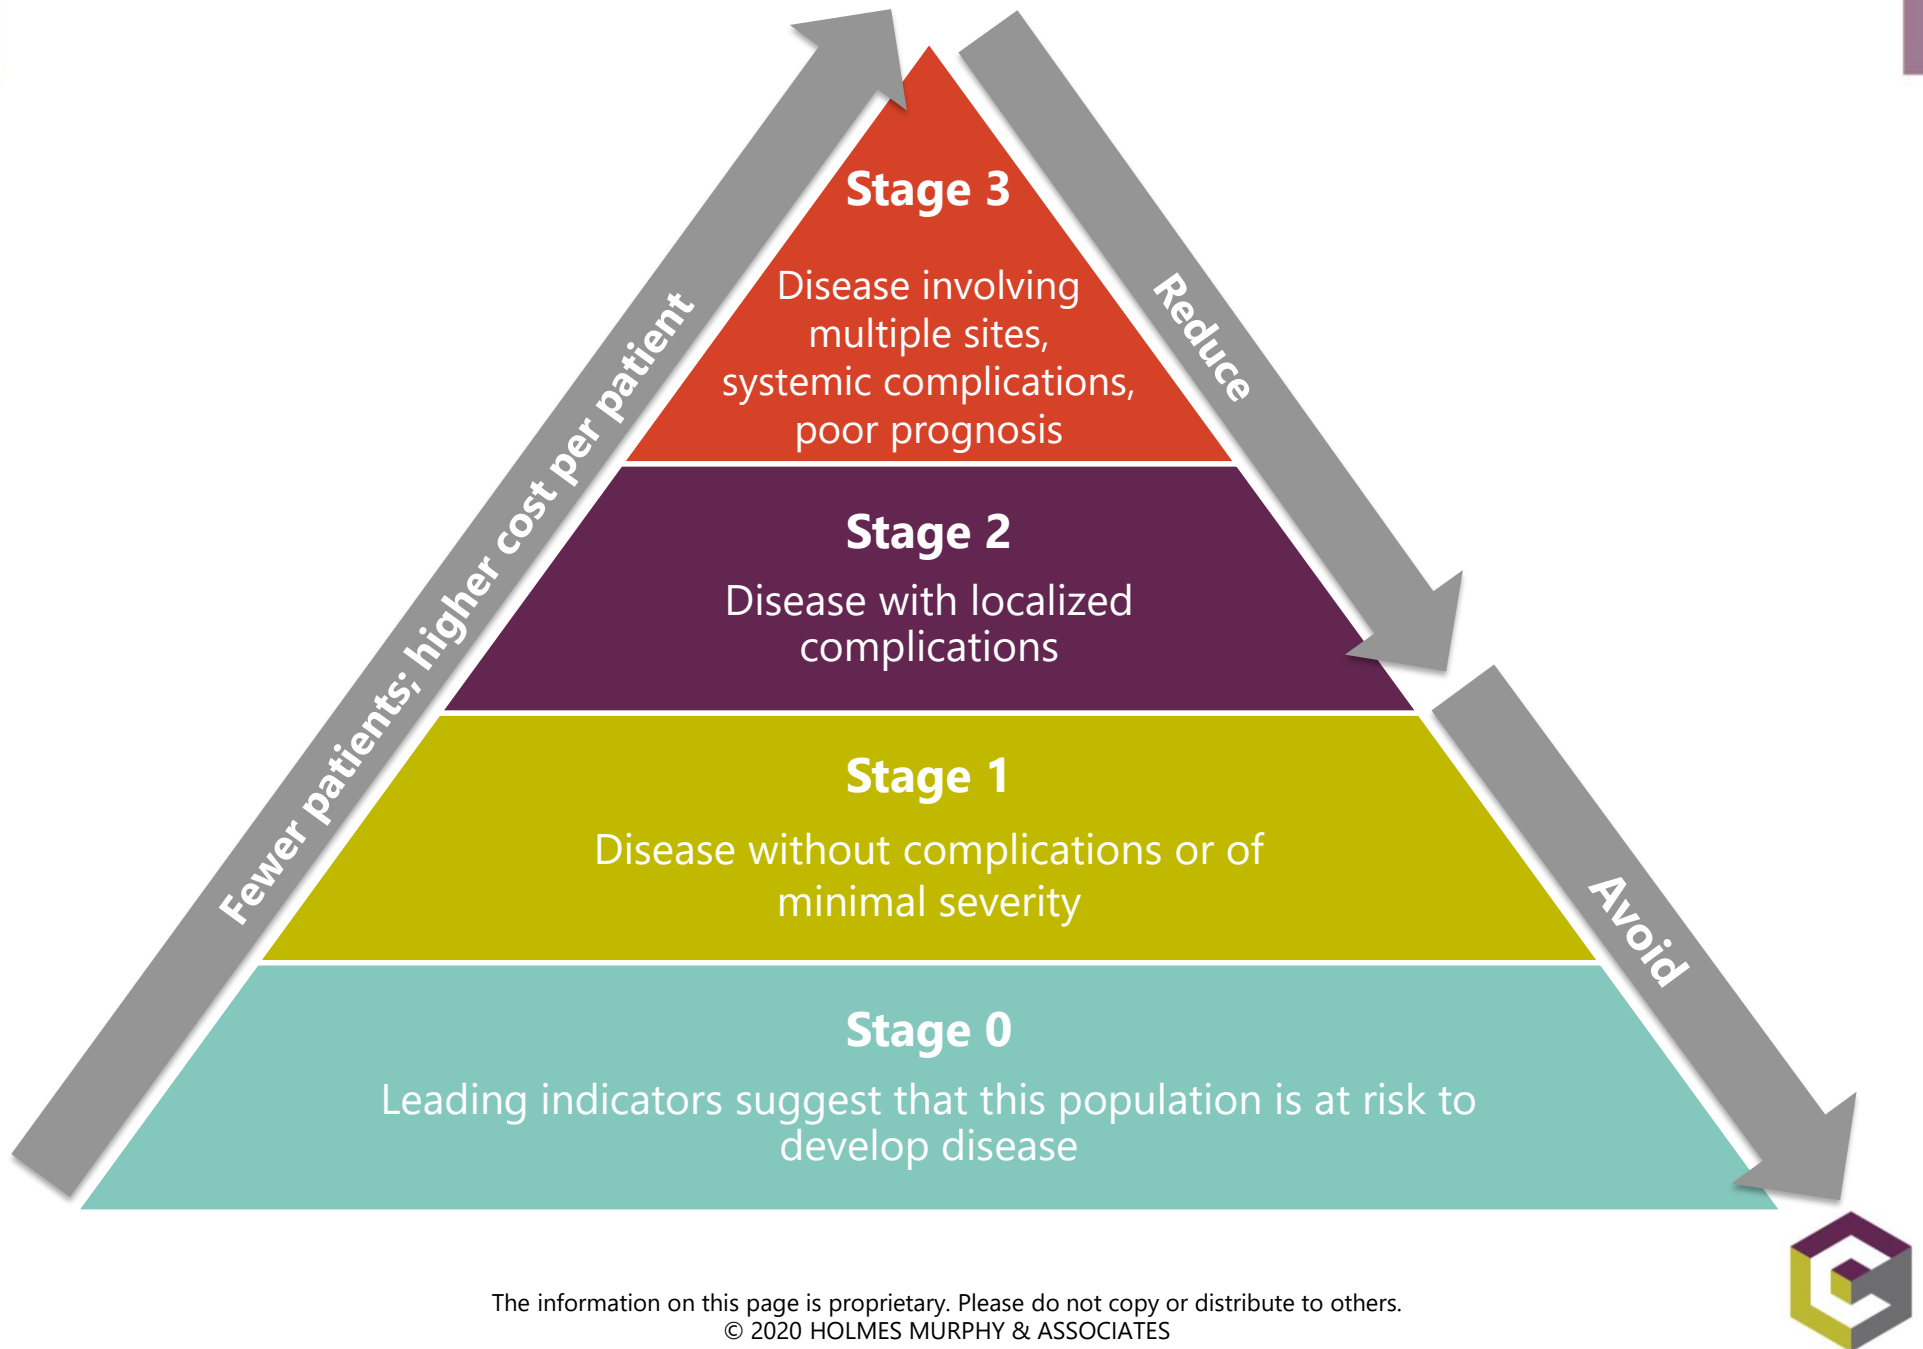 Stage 3
Disease involving
multiple sites,
systemic complications,
poor prognosis
Stage 2
Disease with localized
complications
Stage 1
Disease without complications or of
minimal severity
Stage 0
Leading indicators suggest that this population is at risk to
develop disease
Fewer patients; higher cost per patient
Reduce
Avoid
The information on this page is proprietary. Please do not copy or distribute to others.
© 2020 HOLMES MURPHY & ASSOCIATES